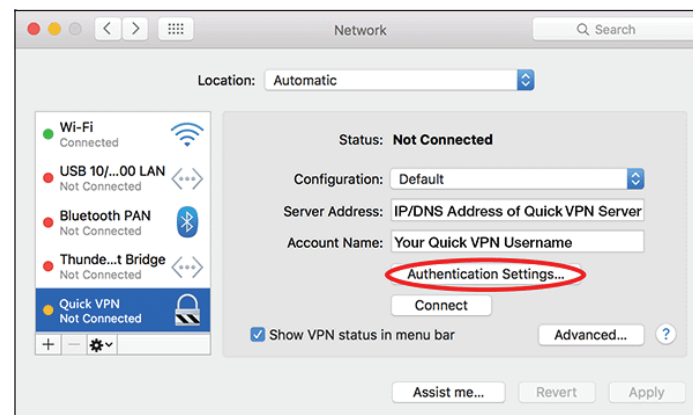 Network
Search
Location: Automatic
Wi-Fi
Connected
USB 10/...00 LAN
Not Connected
Bluetooth PAN
Not Connected
Thunde...t Bridge
Not Connected
Quick VPN
Not Connected
Status: Not Connected
Configuration: Default
Server Address: IP/DNS Address of Quick VPN Server
Account Name: Your Quick VPN Username
Authentication Settings...
Connect
Show VPN status in menu bar
Advanced...
?
Assist me...
Revert
Apply